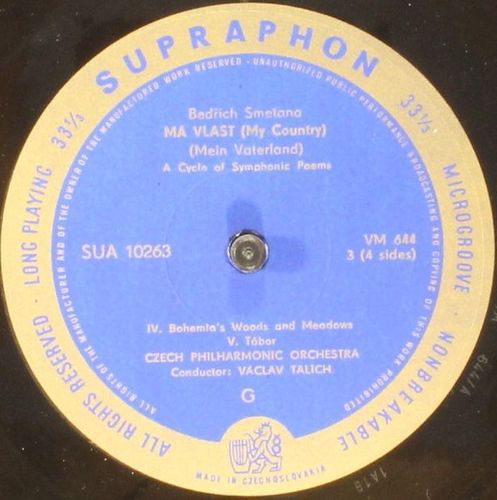 SUPRAPHON
33⅓
33⅓
ALL RIGHTS RESERVED · LONG PLAYING
MICROGROOVE · NONBREAKABLE
ALL RIGHTS OF THE MANUFACTURER AND OF THE OWNER OF THE MANUFACTURED WORK RESERVED · UNAUTHORIZED PUBLIC PERFORMANCE BROADCASTING AND COPYING OF THIS WORK PROHIBITED
Bedřich Smetana
MA VLAST (My Country)
(Mein Vaterland)
A Cycle of Symphonic Poems
SUA 10263
VM 644
3 (4 sides)
IV. Bohemia's Woods and Meadows
V. Tábor
CZECH PHILHARMONIC ORCHESTRA
Conductor: VACLAV TALICH
G
MADE IN CZECHOSLOVAKIA